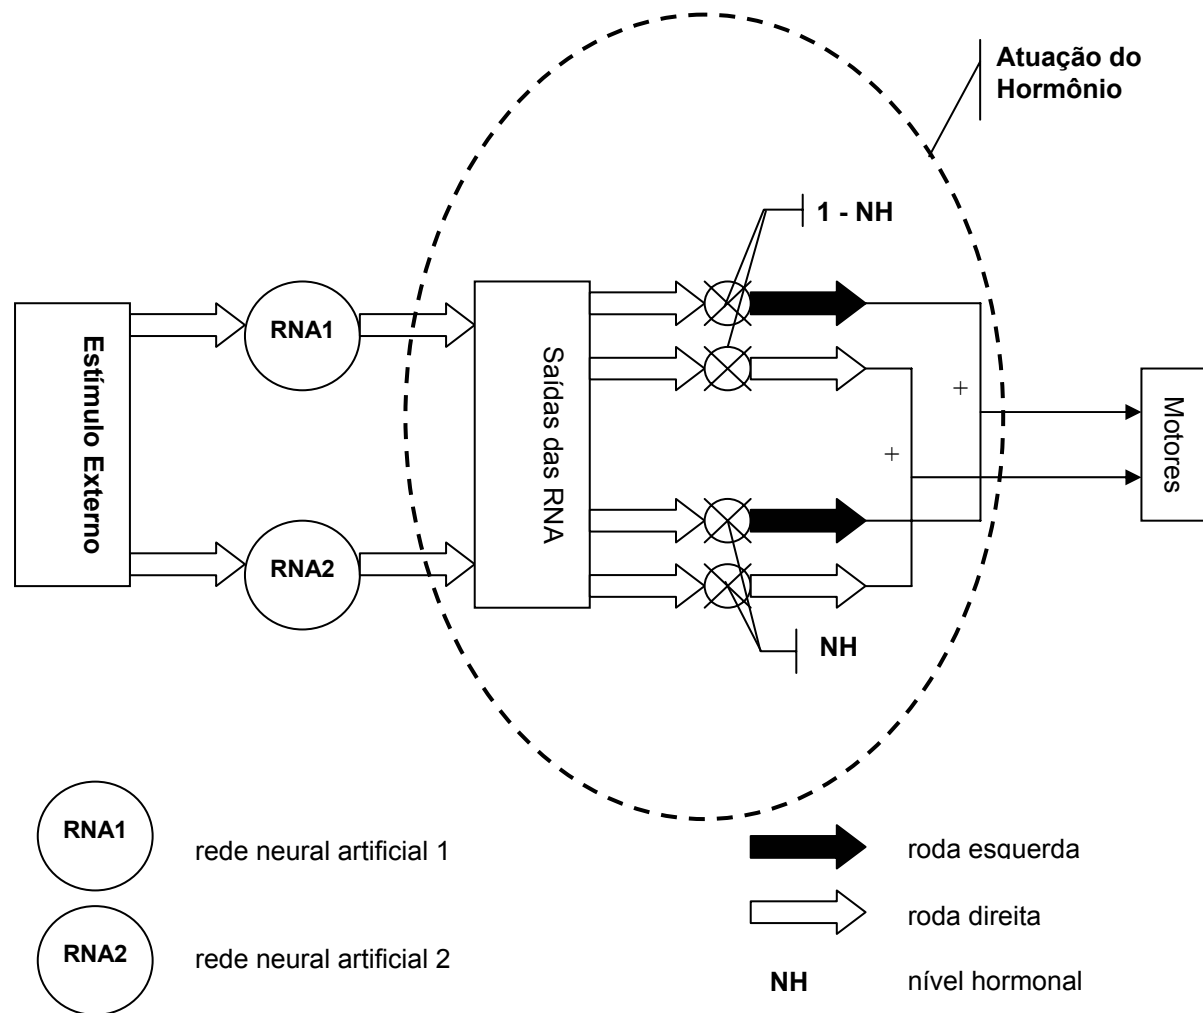 Atuação do
Hormônio
1 - NH
Estímulo Externo
RNA1
RNA2
Saídas das RNA
+
+
Motores
NH
RNA1
rede neural artificial 1
roda esquerda
RNA2
rede neural artificial 2
roda direita
NH
nível hormonal